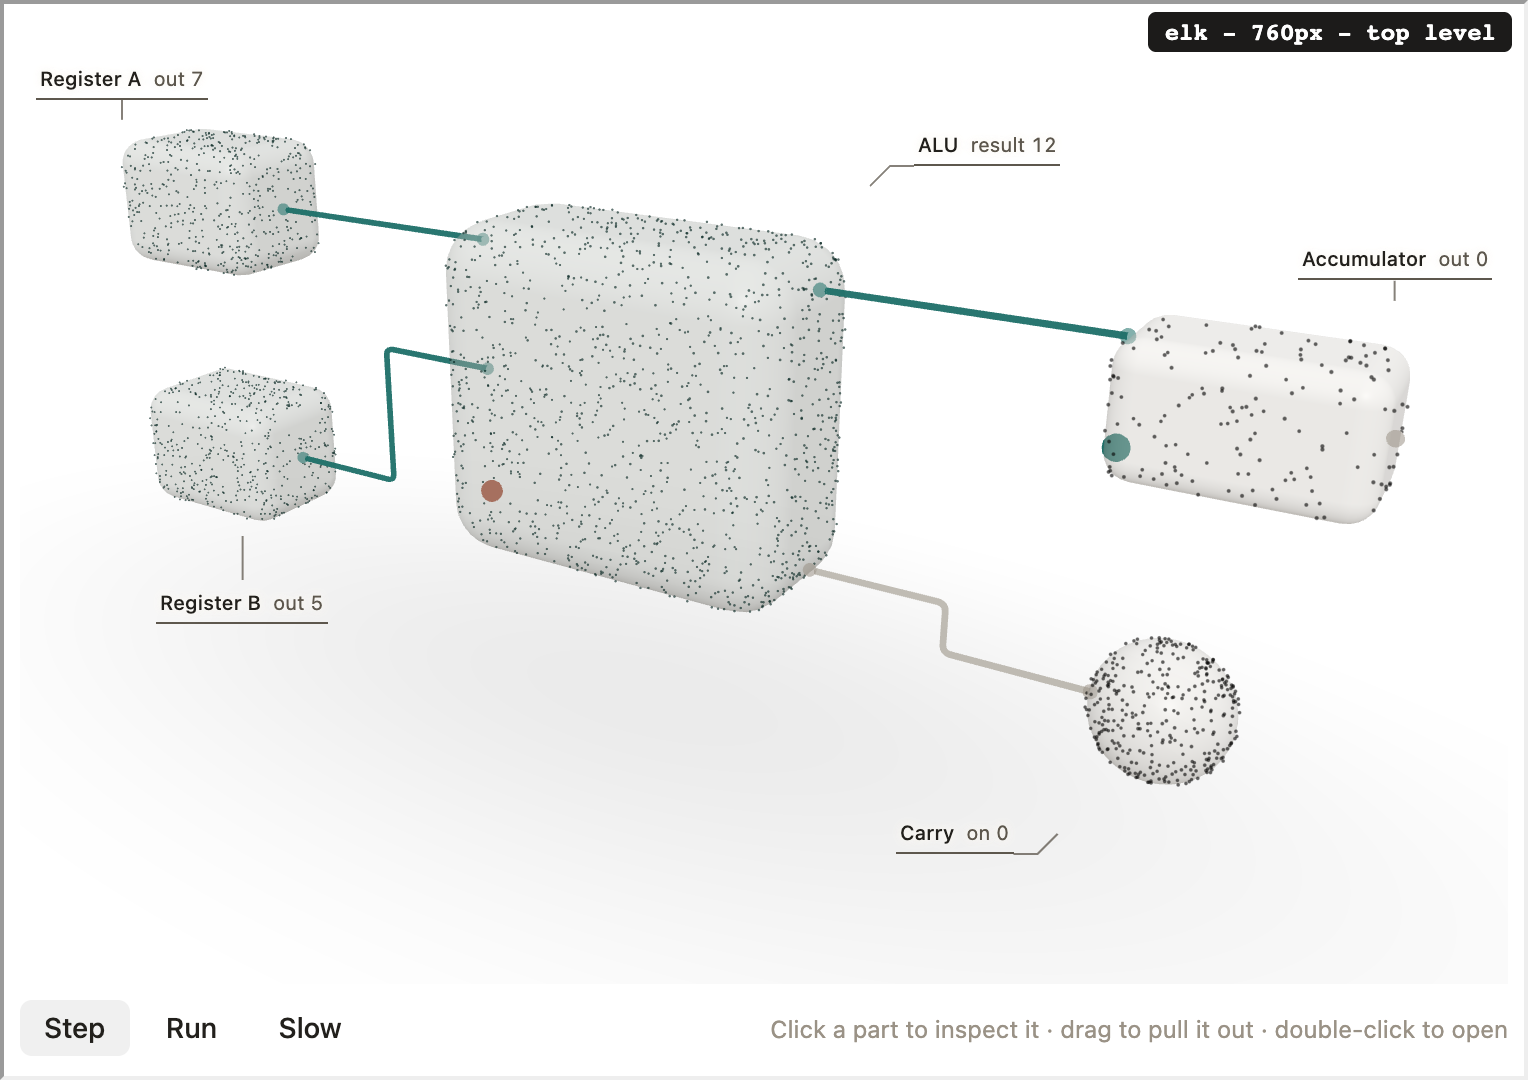 elk – 760px – top level
Register A out 7
ALU result 12
Accumulator out 0
Register B out 5
Carry on 0
Step Run Slow
Click a part to inspect it · drag to pull it out · double-click to open